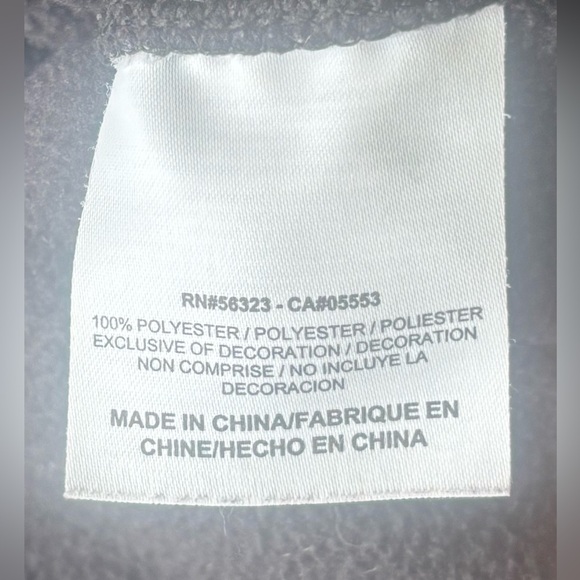 RN#56323 - CA#05553
100% POLYESTER / POLYESTER / POLIESTER
EXCLUSIVE OF DECORATION / DECORATION
NON COMPRISE / NO INCLUYE LA
DECORACION
MADE IN CHINA/FABRIQUE EN
CHINE/HECHO EN CHINA